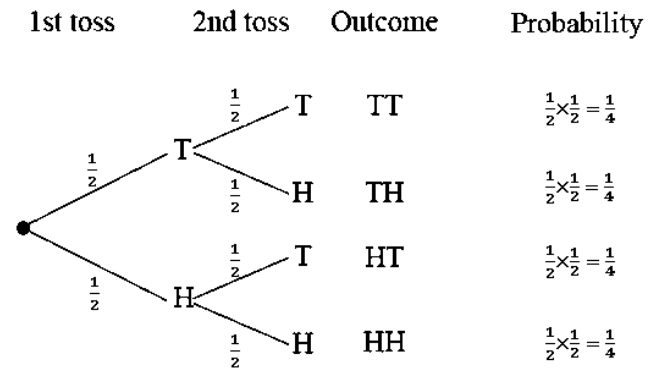 1st toss 2nd toss Outcome Probability
1/2 T TT 1/2×1/2=1/4
1/2 T
1/2 H TH 1/2×1/2=1/4
1/2 T HT 1/2×1/2=1/4
1/2 H
1/2 H HH 1/2×1/2=1/4